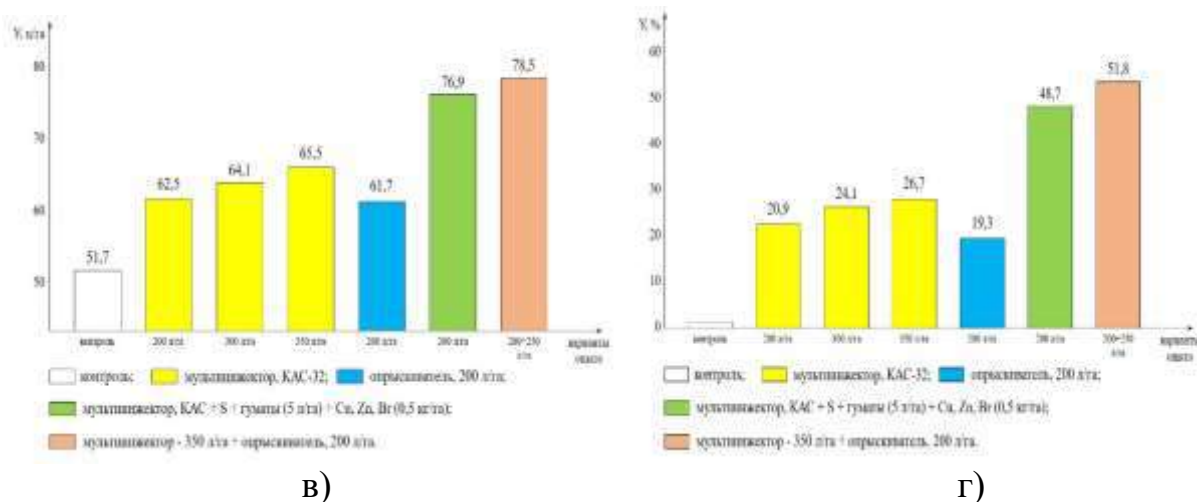 Y, ц/га
80
70
60
50
51,7
62,5
64,1
65,5
61,7
76,9
78,5
контроль
200 л/га
300 л/га
350 л/га
200 л/га
200 л/га
л/га
варианты
опыта
контроль;
мультиинжектор, КАС-32;
опрыскиватель, 200 л/га;
мультиинжектор, КАС + S + гуматы (5 л/га) + Cu, Zn, Br (0,5 кг/га);
мультиинжектор - 350 л/га + опрыскиватель, 200 л/га.
в)
Y, %
60
50
40
30
20
10
0
20,9
24,1
26,7
19,3
48,7
51,8
контроль
200 л/га
300 л/га
350 л/га
200 л/га
200 л/га
л/га
варианты
опыта
контроль;
мультиинжектор, КАС-32;
опрыскиватель, 200 л/га;
мультиинжектор, КАС + S + гуматы (5 л/га) + Cu, Zn, Br (0,5 кг/га);
мультиинжектор - 350 л/га + опрыскиватель, 200 л/га.
г)